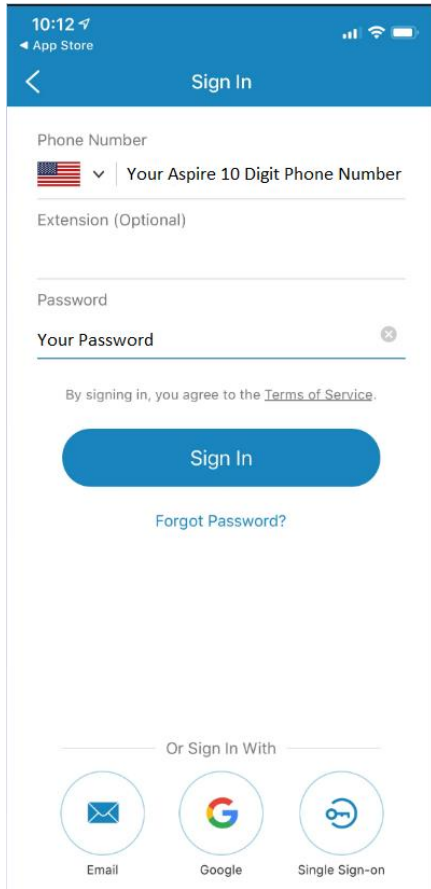 10:12
App Store
Sign In
Phone Number
Your Aspire 10 Digit Phone Number
Extension (Optional)
Password
Your Password
By signing in, you agree to the Terms of Service.
Sign In
Forgot Password?
Or Sign In With
Email Google Single Sign-on